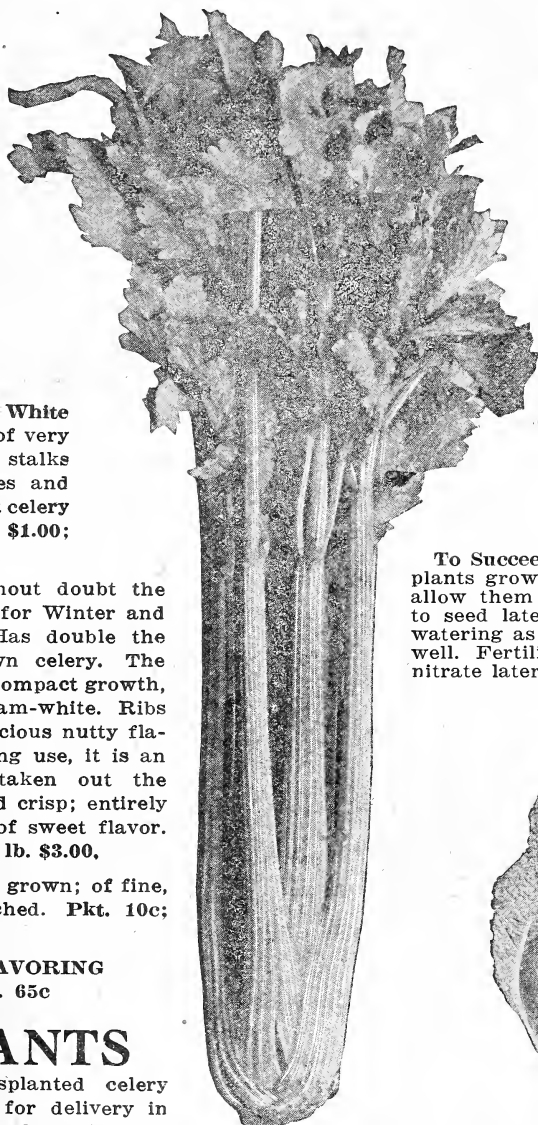 White
of very
stalks
es and
celery
$1.00;
hout doubt the
for Winter and
Has double the
wn celery. The
compact growth,
am-white. Ribs
cious nutty fla-
ng use, it is an
taken out the
d crisp; entirely
of sweet flavor.
lb. $3.00,
grown; of fine,
ched. Pkt. 10c;
AVORING
. 65c
ANTS
splanted celery
for delivery in
To Succee
plants grow
allow them
to seed late
watering as
well. Fertili
nitrate later